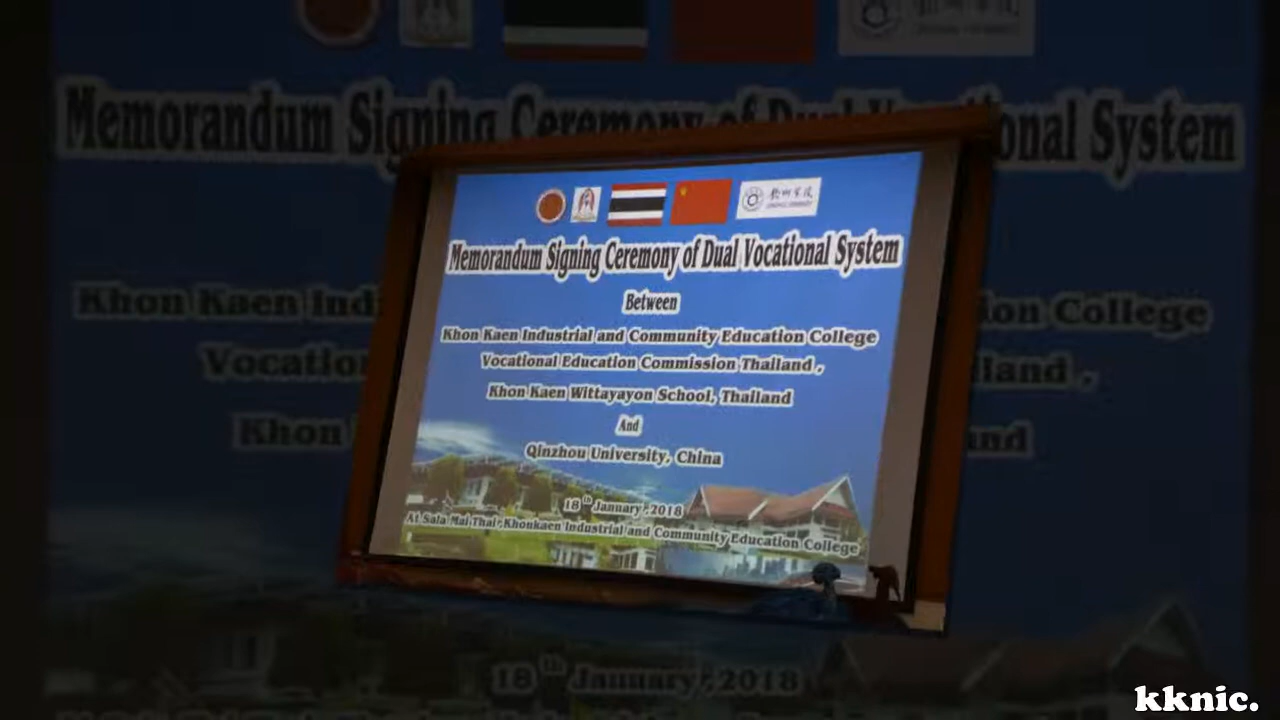 Memorandum Signing Ceremony of Dual Vocational System
Between
Khon Kaen Industrial and Community Education College
Vocational Education Commission Thailand ,
Khon Kaen Wittayayon School, Thailand
And
Qinzhou University, China
18th January ,2018
At Sala Mai Thai ,Khonkaen Industrial and Community Education College
kknic.